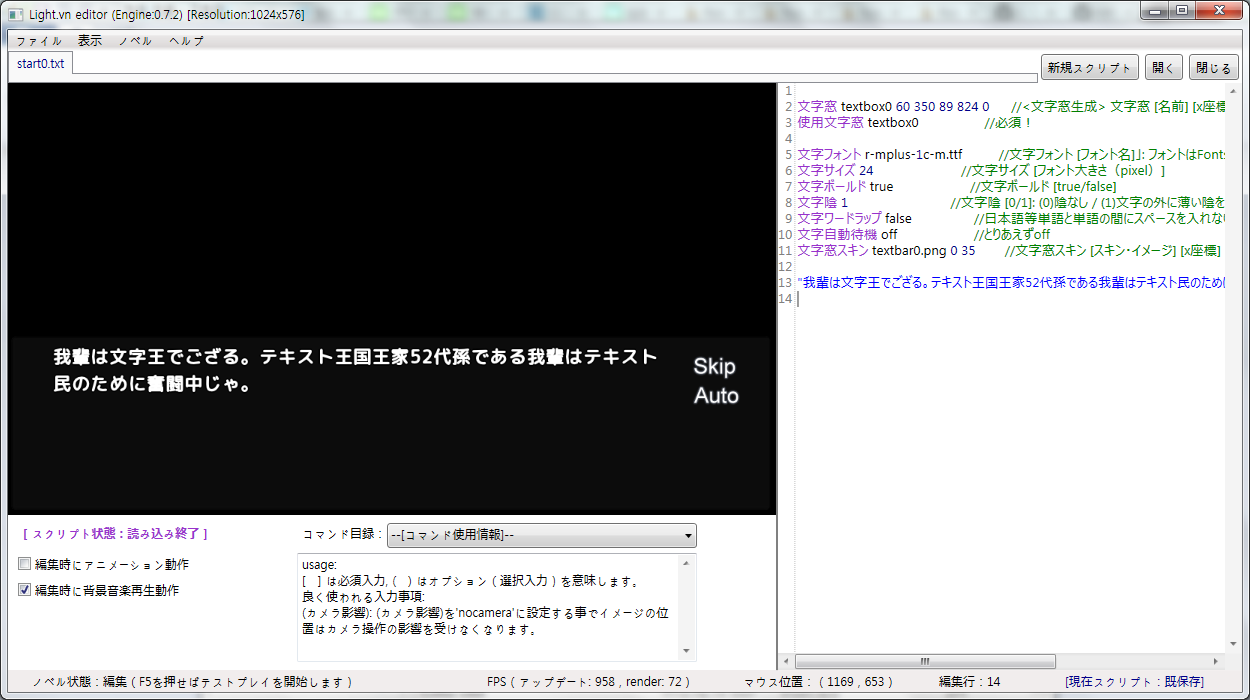 Light.vn editor (Engine:0.7.2) [Resolution:1024x576]
ファイル 表示 ノベル ヘルプ
start0.txt
新規スクリプト 開く 閉じる
我輩は文字王でござる。テキスト王国王家52代孫である我輩はテキスト
民のために奮闘中じゃ。
Skip
Auto
1
2 文字窓 textbox0 60 350 89 824 0 //<文字窓生成> 文字窓 [名前] [x座標
3 使用文字窓 textbox0 //必須！
4
5 文字フォント r-mplus-1c-m.ttf //文字フォント [フォント名]」: フォントはFonts
6 文字サイズ 24 //文字サイズ [フォント大きさ（pixel）]
7 文字ボールド true //文字ボールド [true/false]
8 文字陰 1 //文字陰 [0/1]: (0)陰なし / (1)文字の外に薄い陰を
9 文字ワードラップ false //日本語等単語と単語の間にスペースを入れない
10 文字自動待機 off //とりあえずoff
11 文字窓スキン textbar0.png 0 35 //文字窓スキン [スキン・イメージ] [x座標]
12
13 "我輩は文字王でござる。テキスト王国王家52代孫である我輩はテキスト民のために
14
[ スクリプト状態 : 読み込み終了 ]
編集時にアニメーション動作
編集時に背景音楽再生動作
コマンド目録 :
--[コマンド使用情報]--
usage:
[ ] は必須入力, ( ) はオプション ( 選択入力 ) を意味します。
良く使われる入力事項:
(カメラ影響): (カメラ影響)を'nocamera'に設定する事でイメージの位
置はカメラ操作の影響を受けなくなります。
ノベル状態 : 編集 ( F5を押せばテストプレイを開始します )
FPS ( アップデート: 958 , render: 72 )
マウス位置 : ( 1169 , 653 )
編集行 : 14
[現在スクリプト : 既保存]